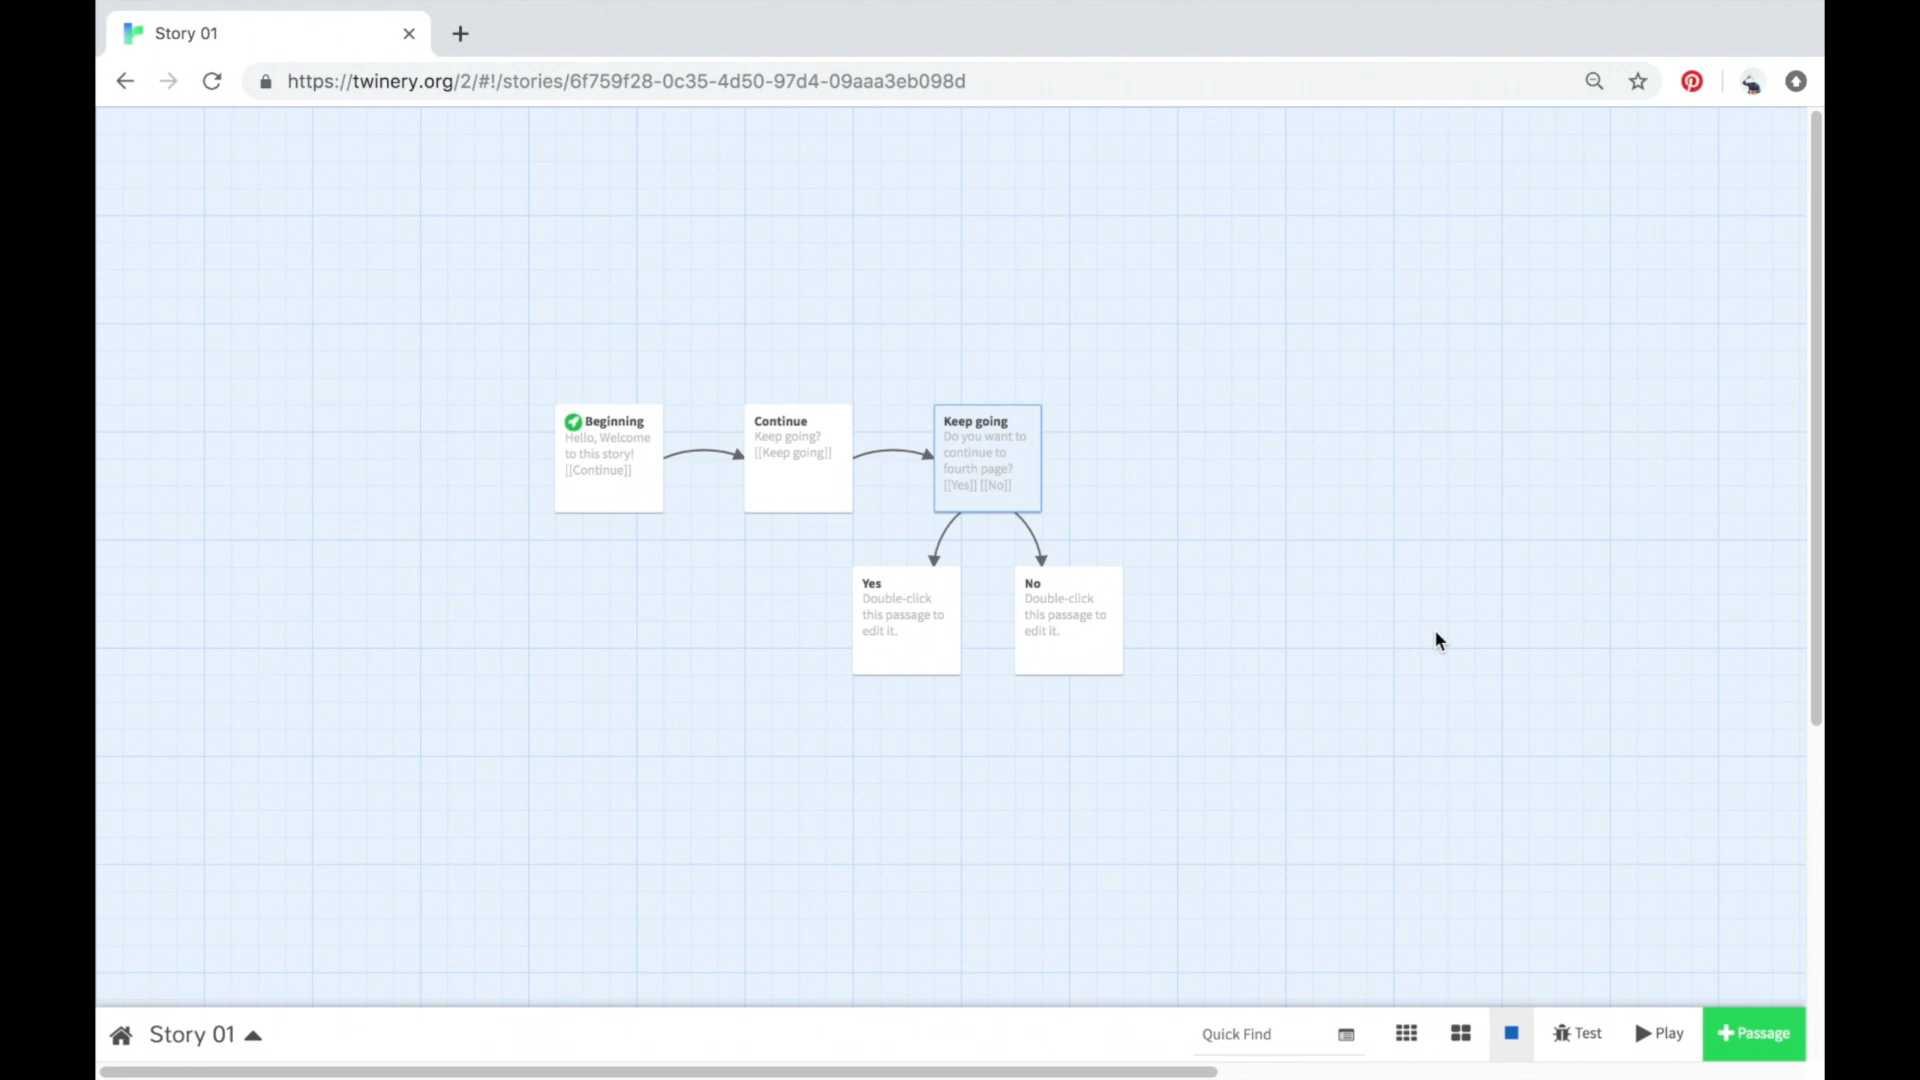 Story 01
https://twinery.org/2/#!/stories/6f759f28-0c35-4d50-97d4-09aaa3eb098d
Beginning
Hello, Welcome
to this story!
[[Continue]]
Continue
Keep going?
[[Keep going]]
Keep going
Do you want to
continue to
fourth page?
[[Yes]] [[No]]
Yes
Double-click
this passage to
edit it.
No
Double-click
this passage to
edit it.
Story 01
Quick Find
Test
Play
+ Passage